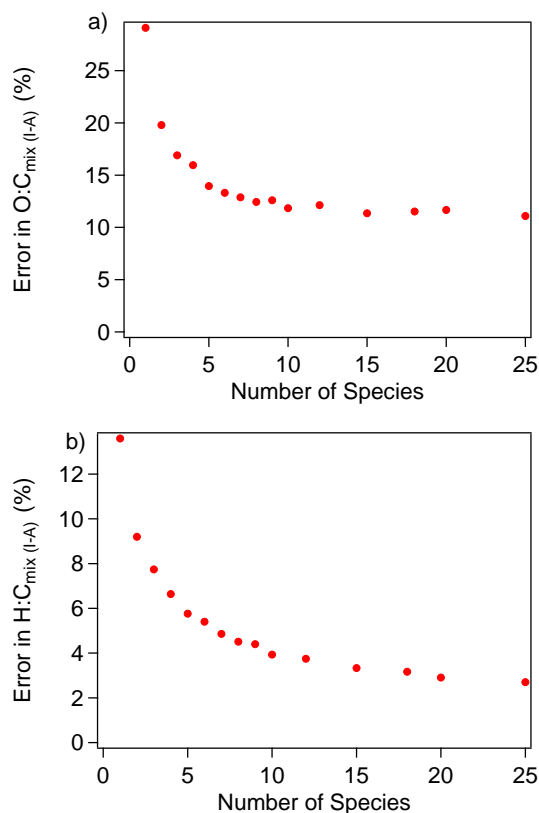 a)
Error in O:Cmix (I-A) (%)
25
20
15
10
5
0
0 5 10 15 20 25
Number of Species
b)
Error in H:Cmix (I-A) (%)
12
10
8
6
4
2
0
0 5 10 15 20 25
Number of Species